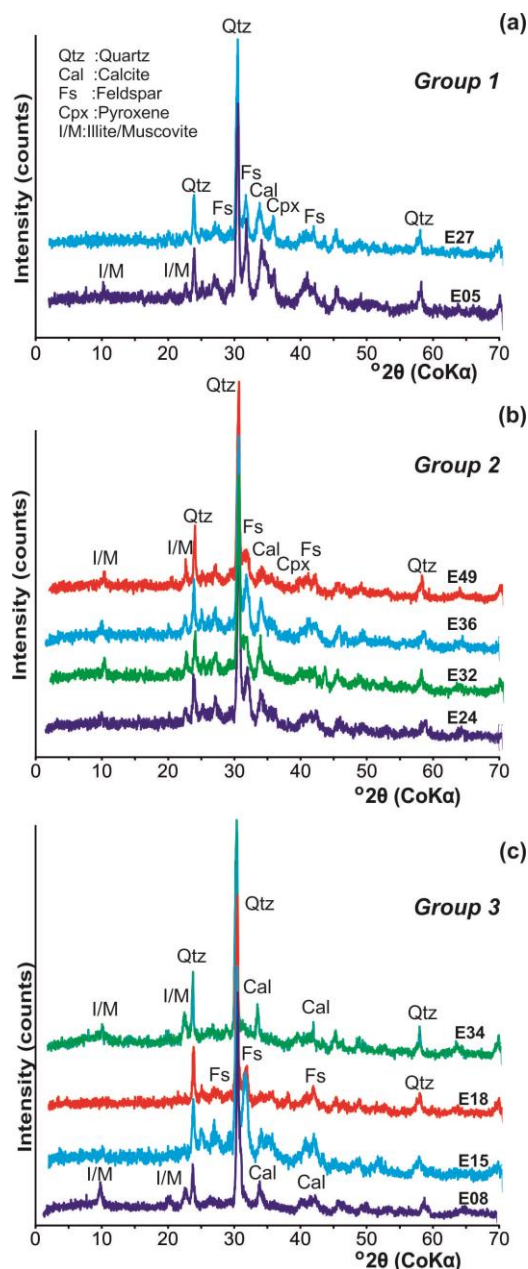 (a)
Qtz
Qtz :Quartz
Cal :Calcite
Fs :Feldspar
Cpx :Pyroxene
I/M:Illite/Muscovite
Group 1
Intensity (counts)
Qtz
Fs
Fs
Cal
Cpx
Fs
Qtz
E27
I/M
I/M
E05
0 10 20 30 40 50 60 70
°2θ (CoKα)
(b)
Qtz
Group 2
Intensity (counts)
I/M
I/M
Qtz
Fs
Cal
Cpx
Fs
Qtz
E49
E36
E32
E24
0 10 20 30 40 50 60 70
°2θ (CoKα)
(c)
Group 3
Intensity (counts)
Qtz
Qtz
I/M
I/M
Cal
Cal
Qtz
E34
Fs
Fs
Fs
Qtz
E18
E15
I/M
I/M
Cal
Cal
E08
0 10 20 30 40 50 60 70
°2θ (CoKα)